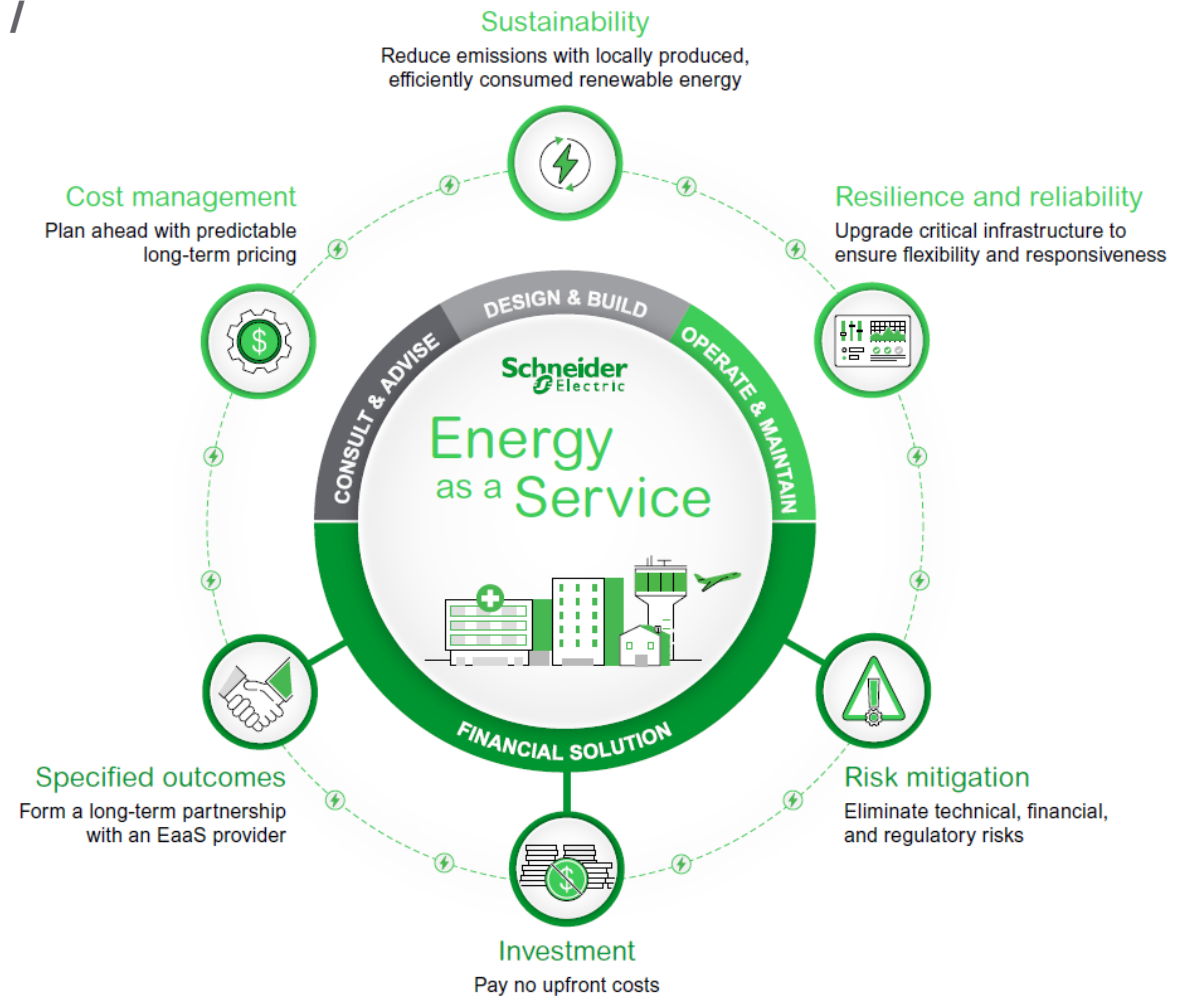 /
Sustainability
Reduce emissions with locally produced,
efficiently consumed renewable energy
Cost management
Plan ahead with predictable
long-term pricing
Resilience and reliability
Upgrade critical infrastructure to
ensure flexibility and responsiveness
CONSULT & ADVISE
DESIGN & BUILD
OPERATE & MAINTAIN
$
Schneider
Electric
Energy
as a Service
FINANCIAL SOLUTION
Specified outcomes
Form a long-term partnership
with an EaaS provider
Risk mitigation
Eliminate technical, financial,
and regulatory risks
$
Investment
Pay no upfront costs